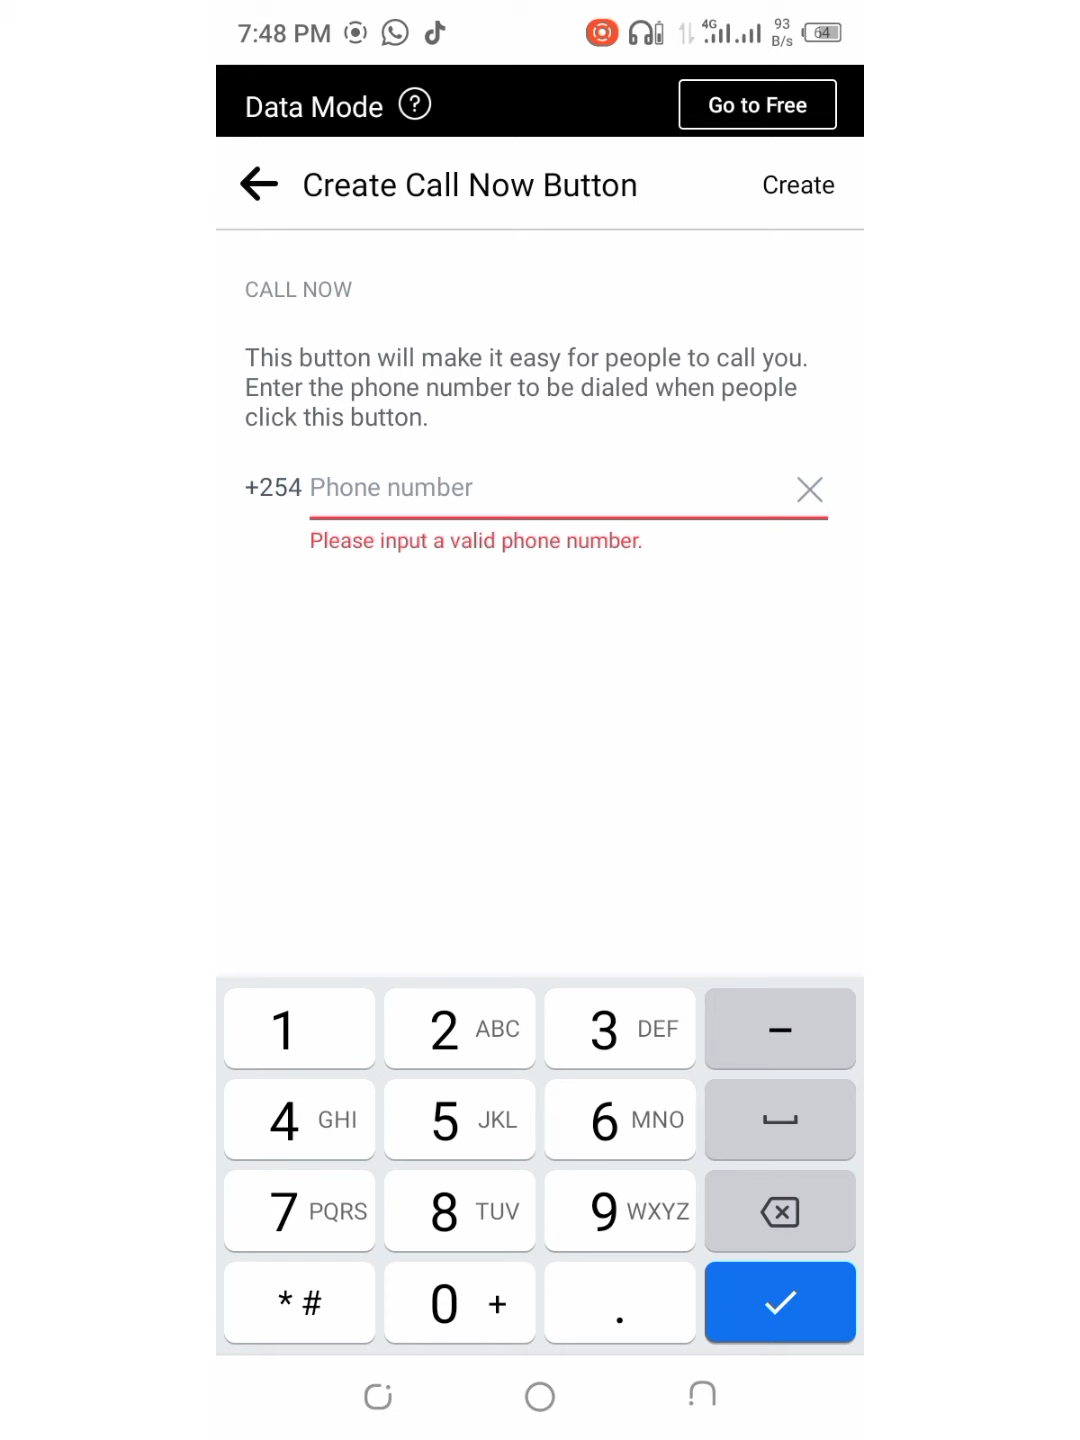 7:48 PM 4G 93 B/s 64
Data Mode ? Go to Free
Create Call Now Button Create
CALL NOW
This button will make it easy for people to call you.
Enter the phone number to be dialed when people
click this button.
+254 Phone number
Please input a valid phone number.
1 2 ABC 3 DEF –
4 GHI 5 JKL 6 MNO
7 PQRS 8 TUV 9 WXYZ
* # 0 + .